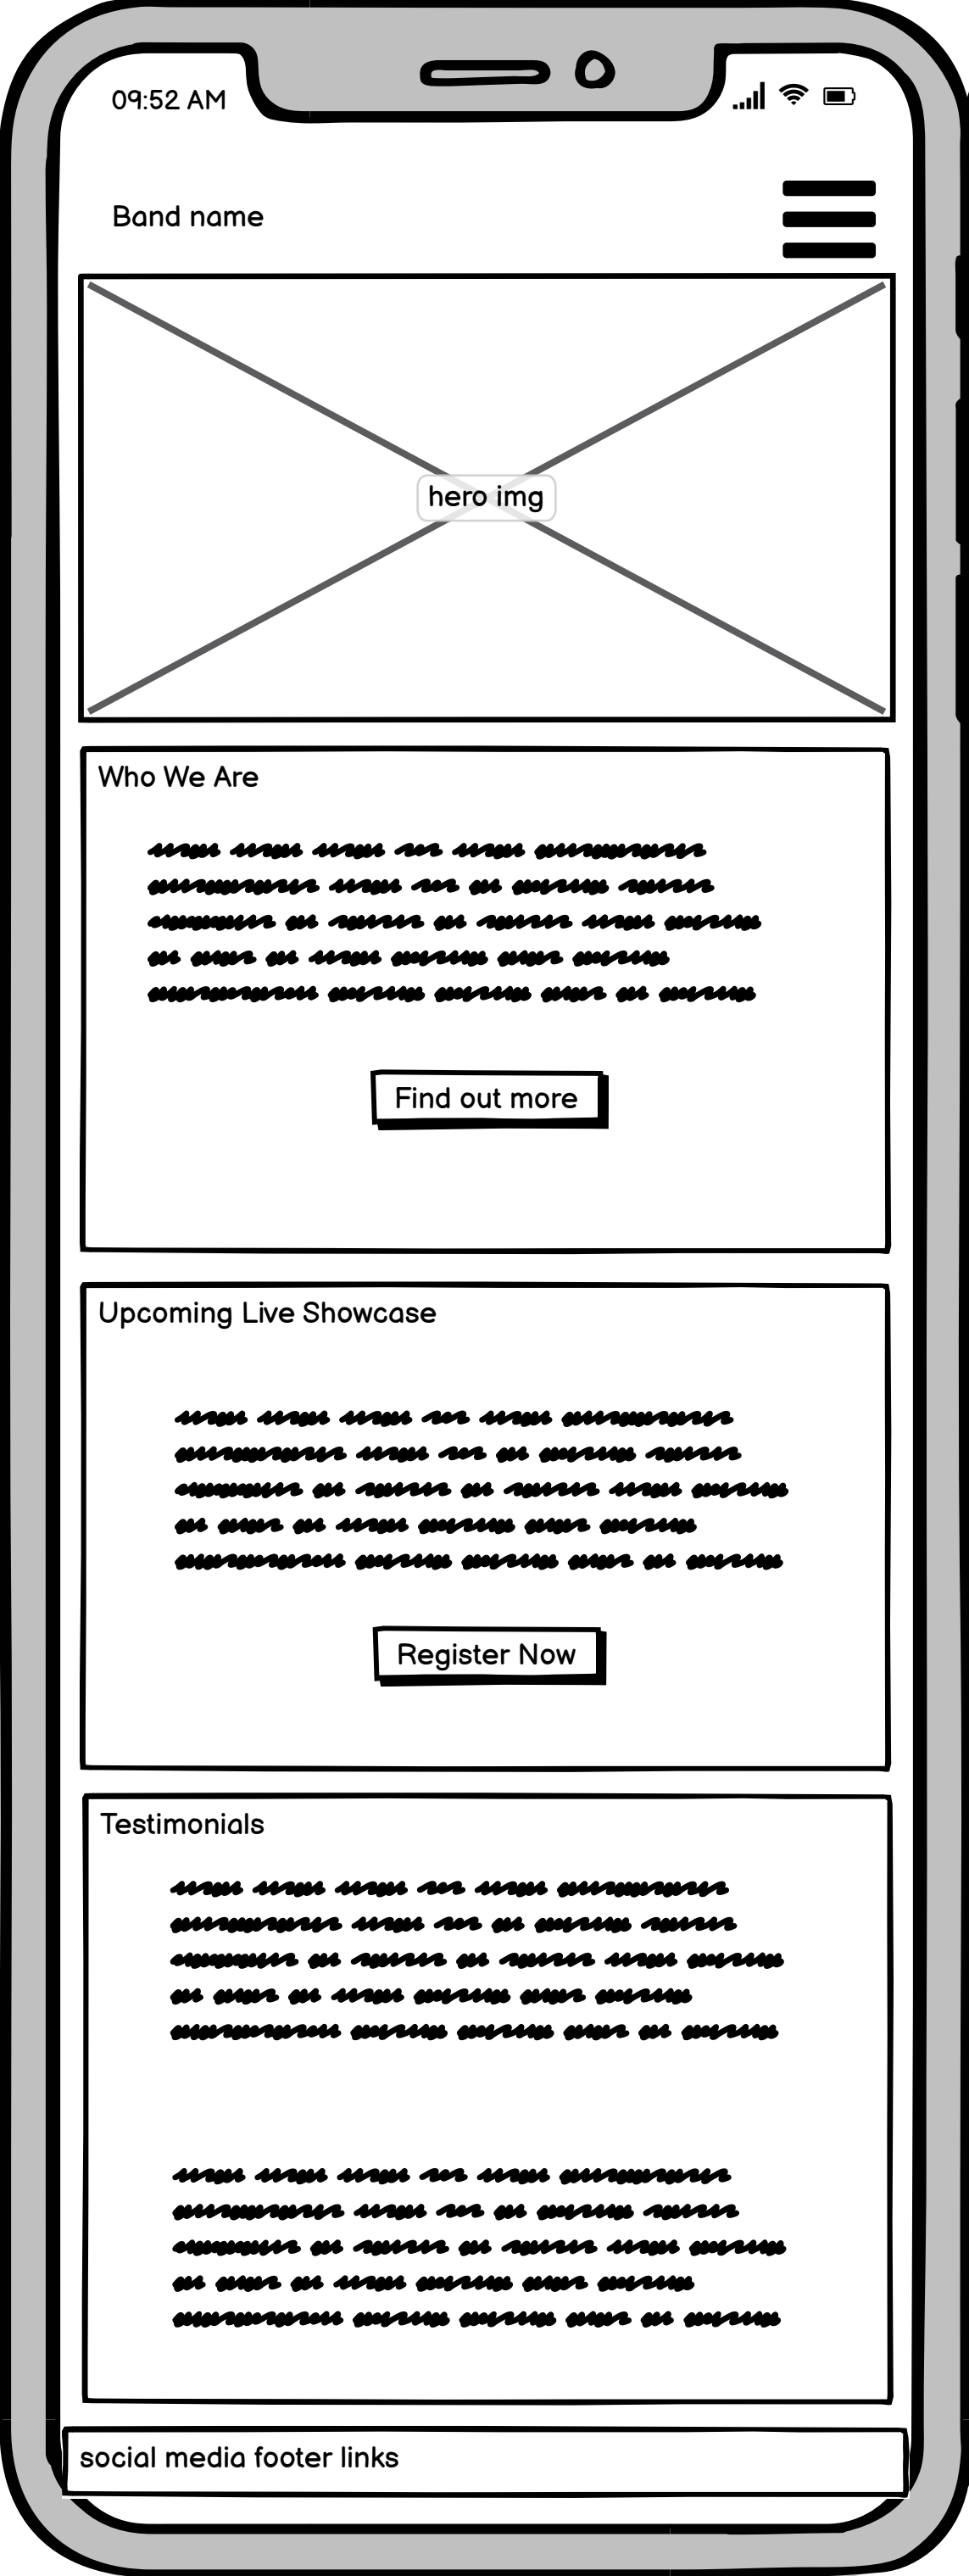 09:52 AM
Band name
hero img
Who We Are
Find out more
Upcoming Live Showcase
Register Now
Testimonials
social media footer links